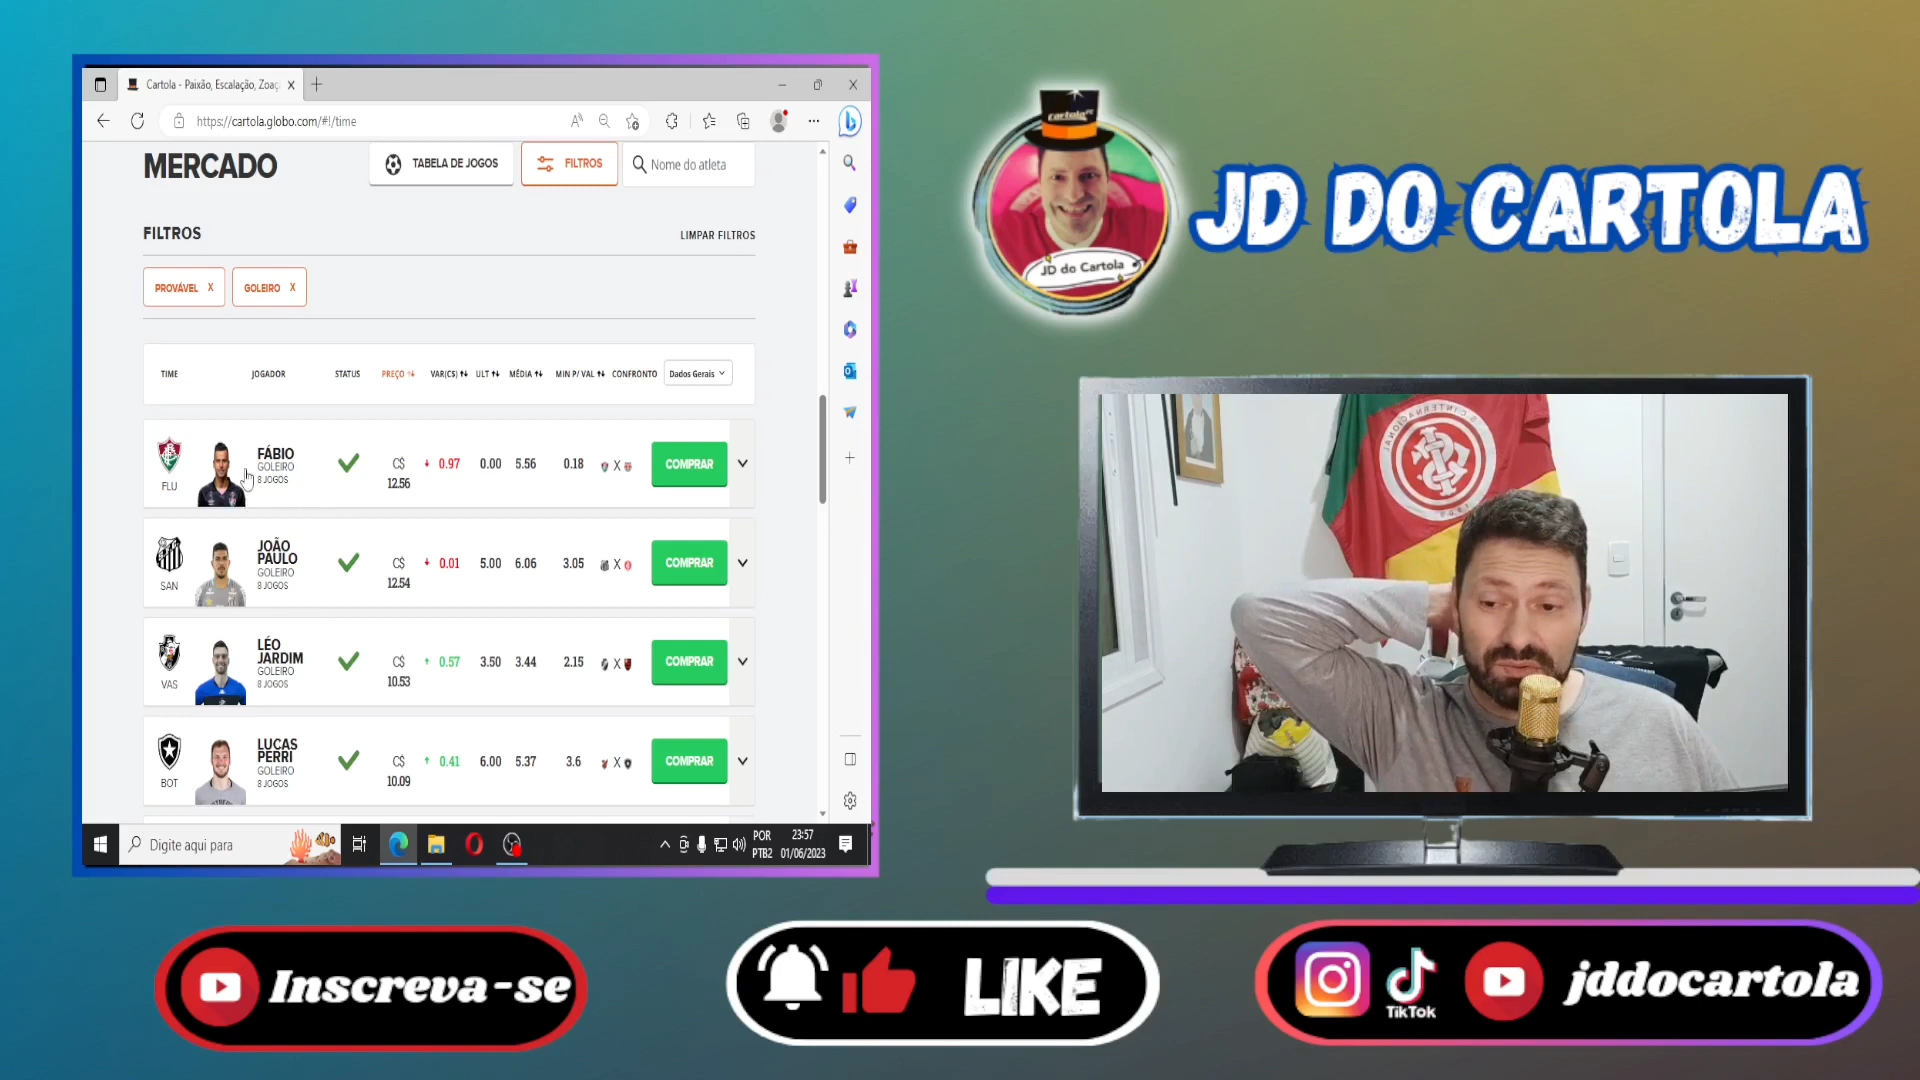 Cartola - Paixão, Escalação, Zoaç
https://cartola.globo.com/#!/time
MERCADO
TABELA DE JOGOS
FILTROS
Nome do atleta
FILTROS
LIMPAR FILTROS
PROVÁVEL X
GOLEIRO X
TIME JOGADOR STATUS PREÇO VAR(C$) ULT MÉDIA MIN P/ VAL CONFRONTO Dados Gerais
FLU
FÁBIO
GOLEIRO
8 JOGOS
C$
12.56
0.97 0.00 5.56 0.18 X COMPRAR
SAN
JOÃO
PAULO
GOLEIRO
8 JOGOS
C$
12.54
0.01 5.00 6.06 3.05 X COMPRAR
VAS
LÉO
JARDIM
GOLEIRO
8 JOGOS
C$
10.53
0.57 3.50 3.44 2.15 X COMPRAR
BOT
LUCAS
PERRI
GOLEIRO
8 JOGOS
C$
10.09
0.41 6.00 5.37 3.6 X COMPRAR
Digite aqui para
POR
PTB2
23:57
01/06/2023
cartola
JD do Cartola
JD DO CARTOLA
Inscreva-se
LIKE
TikTok
jddocartola